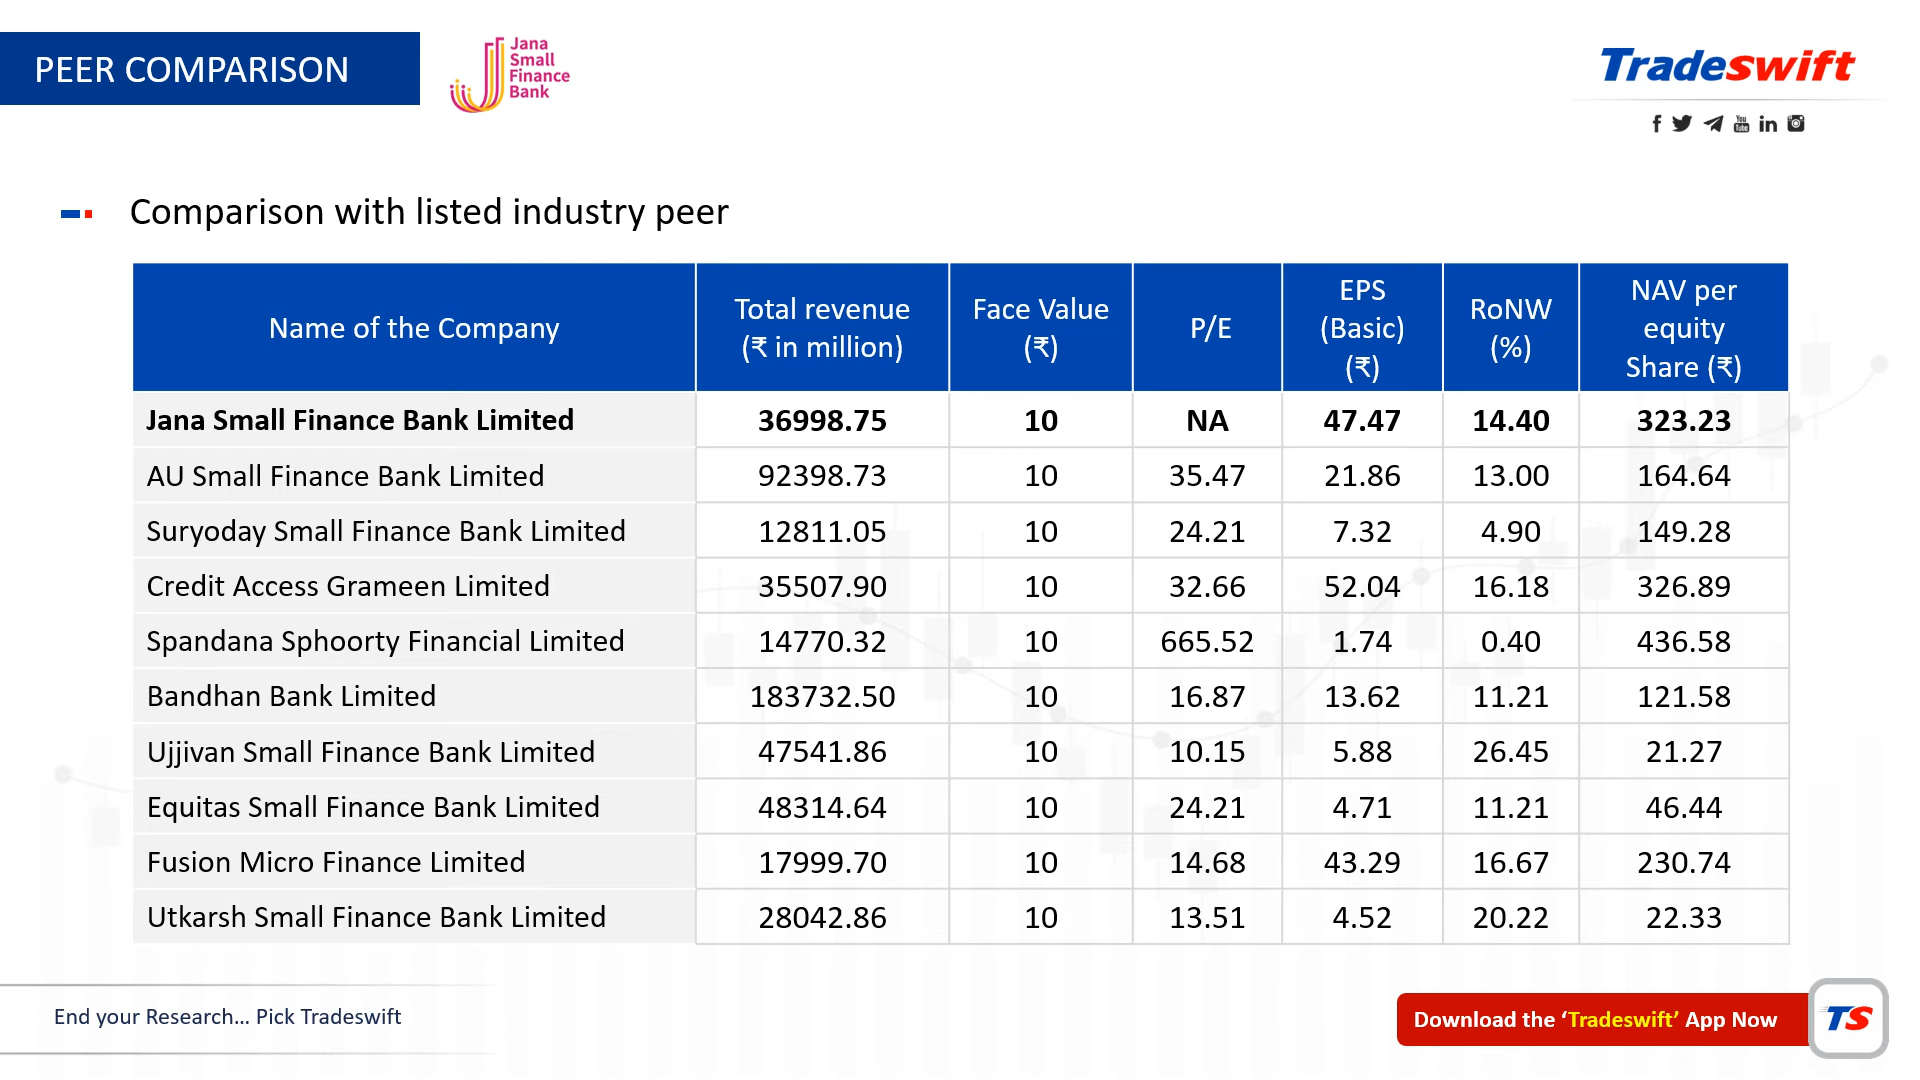 PEER COMPARISON
Jana
Small
Finance
Bank
Tradeswift
Comparison with listed industry peer
Name of the Company Total revenue (₹ in million) Face Value (₹) P/E EPS (Basic) (₹) RoNW (%) NAV per equity Share (₹)
Jana Small Finance Bank Limited 36998.75 10 NA 47.47 14.40 323.23
AU Small Finance Bank Limited 92398.73 10 35.47 21.86 13.00 164.64
Suryoday Small Finance Bank Limited 12811.05 10 24.21 7.32 4.90 149.28
Credit Access Grameen Limited 35507.90 10 32.66 52.04 16.18 326.89
Spandana Sphoorty Financial Limited 14770.32 10 665.52 1.74 0.40 436.58
Bandhan Bank Limited 183732.50 10 16.87 13.62 11.21 121.58
Ujjivan Small Finance Bank Limited 47541.86 10 10.15 5.88 26.45 21.27
Equitas Small Finance Bank Limited 48314.64 10 24.21 4.71 11.21 46.44
Fusion Micro Finance Limited 17999.70 10 14.68 43.29 16.67 230.74
Utkarsh Small Finance Bank Limited 28042.86 10 13.51 4.52 20.22 22.33
End your Research... Pick Tradeswift
Download the ‘Tradeswift’ App Now
TS